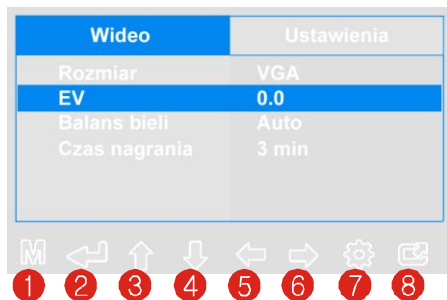 Wideo Ustawienia
Rozmiar VGA
EV 0.0
Balans bieli Auto
Czas nagrania 3 min
M
1 2 3 4 5 6 7 8